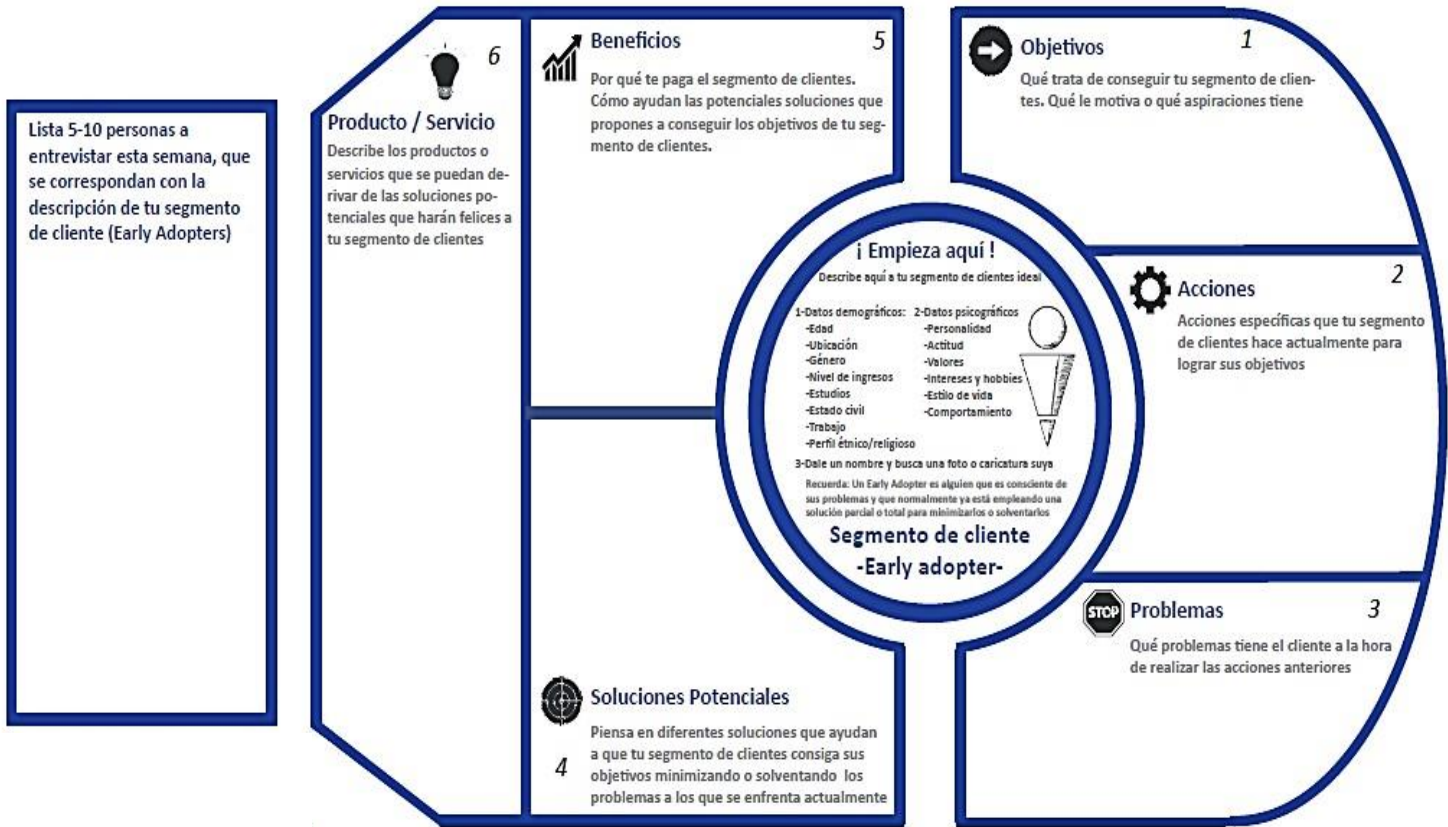 Lista 5-10 personas a
entrevistar esta semana, que
se correspondan con la
descripción de tu segmento
de cliente (Early Adopters)
6
Producto / Servicio
Describe los productos o
servicios que se puedan de-
rivar de las soluciones po-
tenciales que harán felices a
tu segmento de clientes
Beneficios
5
Por qué te paga el segmento de clientes.
Cómo ayudan las potenciales soluciones que
propones a conseguir los objetivos de tu seg-
mento de clientes.
Objetivos
1
Qué trata de conseguir tu segmento de clien-
tes. Qué le motiva o qué aspiraciones tiene
¡ Empieza aquí !
Describe aquí a tu segmento de clientes ideal
1-Datos demográficos:
-Edad
-Ubicación
-Género
-Nivel de ingresos
-Estudios
-Estado civil
-Trabajo
-Perfil étnico/religioso
2-Datos psicográficos
-Personalidad
-Actitud
-Valores
-Intereses y hobbies
-Estilo de vida
-Comportamiento
3-Dale un nombre y busca una foto o caricatura suya
Recuerda: Un Early Adopter es alguien que es consciente de
sus problemas y que normalmente ya está empleando una
solución parcial o total para minimizarlos o solventarlos
Segmento de cliente
-Early adopter-
2
Acciones
Acciones específicas que tu segmento
de clientes hace actualmente para
lograr sus objetivos
STOP
Problemas
3
Qué problemas tiene el cliente a la hora
de realizar las acciones anteriores
Soluciones Potenciales
4
Piensa en diferentes soluciones que ayudan
a que tu segmento de clientes consiga sus
objetivos minimizando o solventando los
problemas a los que se enfrenta actualmente